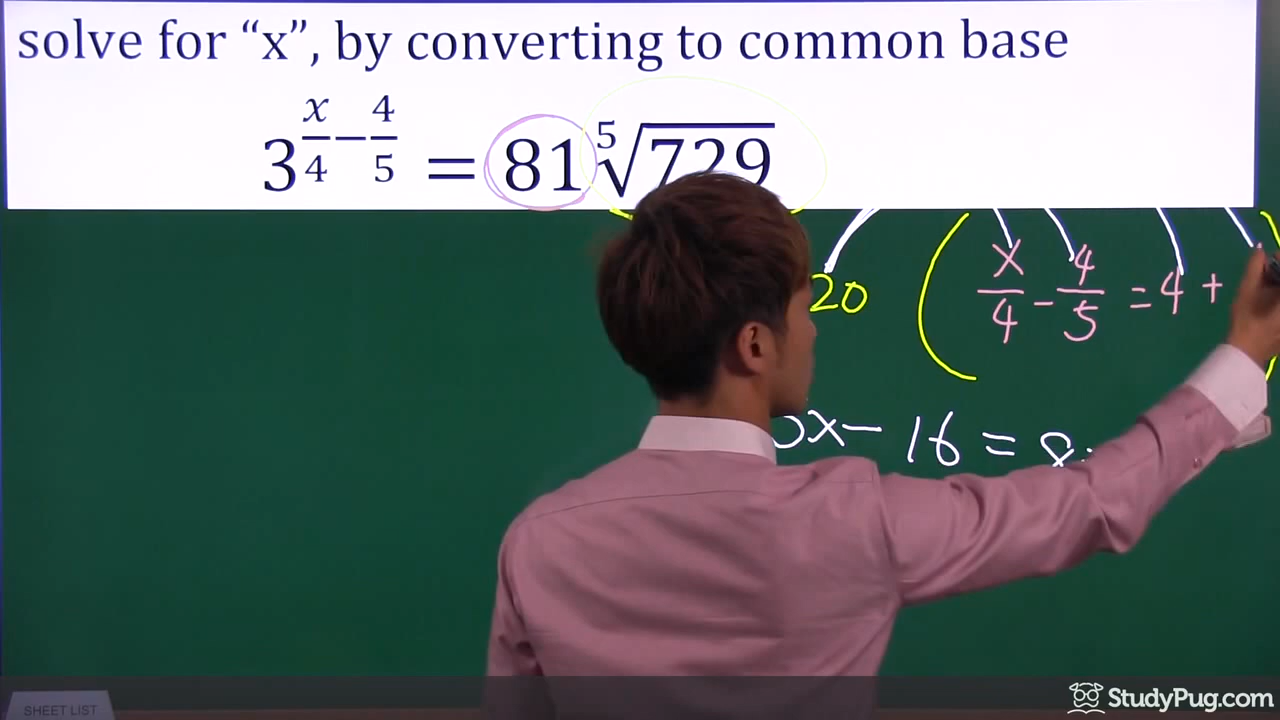 solve for “x”, by converting to common base
3^(x/4 − 4/5) = 81 ⁵√729
20 ( x/4 − 4/5 = 4 +
x − 16 = 8
SHEET LIST
StudyPug.com